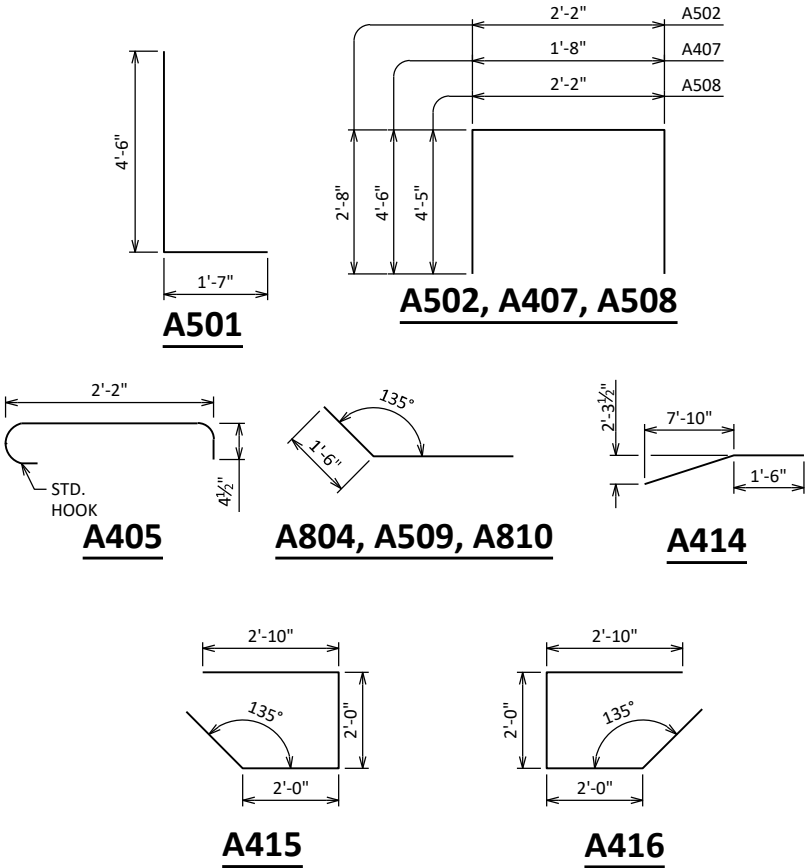 2'-2" A502
1'-8" A407
2'-2" A508
4'-6"
2'-8" 4'-6" 4'-5"
1'-7"
A501
A502, A407, A508
2'-2"
4½"
STD.
HOOK
A405
135°
1'-6"
A804, A509, A810
2'-3½"
7'-10"
1'-6"
A414
2'-10"
135°
2'-0"
2'-0"
A415
2'-10"
2'-0"
135°
2'-0"
A416